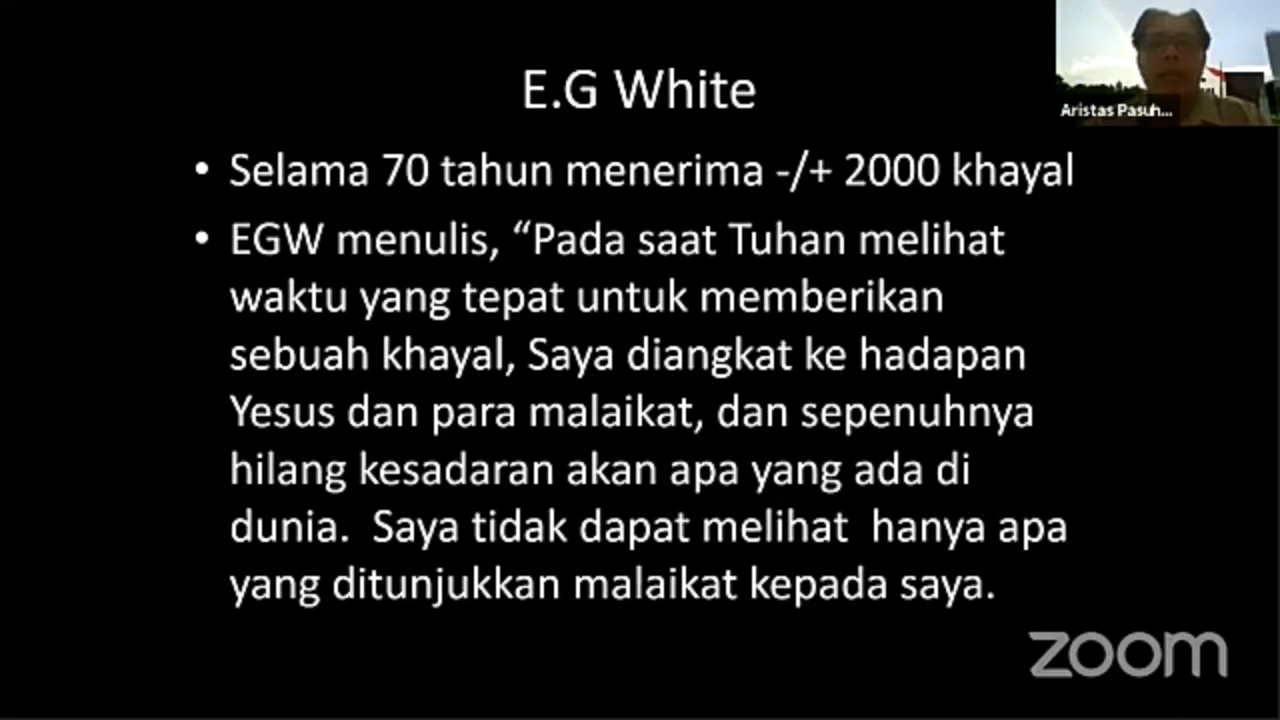 E.G White
Aristas Pasuh...
• Selama 70 tahun menerima -/+ 2000 khayal
• EGW menulis, “Pada saat Tuhan melihat
waktu yang tepat untuk memberikan
sebuah khayal, Saya diangkat ke hadapan
Yesus dan para malaikat, dan sepenuhnya
hilang kesadaran akan apa yang ada di
dunia.  Saya tidak dapat melihat  hanya apa
yang ditunjukkan malaikat kepada saya.
zoom